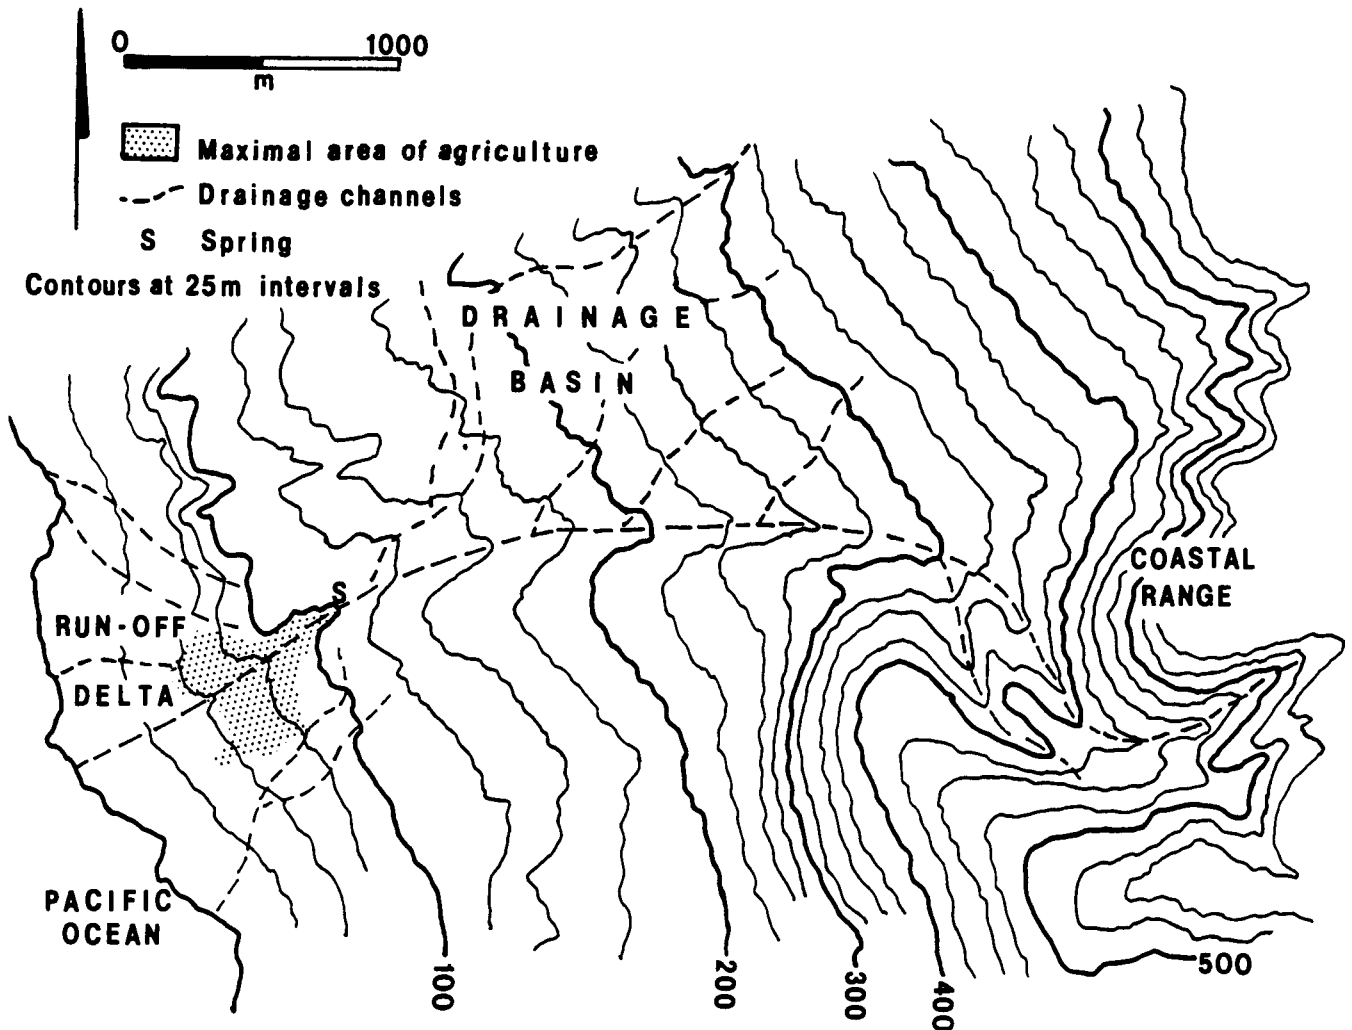 0 1000
m
Maximal area of agriculture
Drainage channels
S Spring
Contours at 25m intervals
DRAINAGE
BASIN
S
COASTAL
RANGE
RUN-OFF
DELTA
PACIFIC
OCEAN
100
200
300
400
500